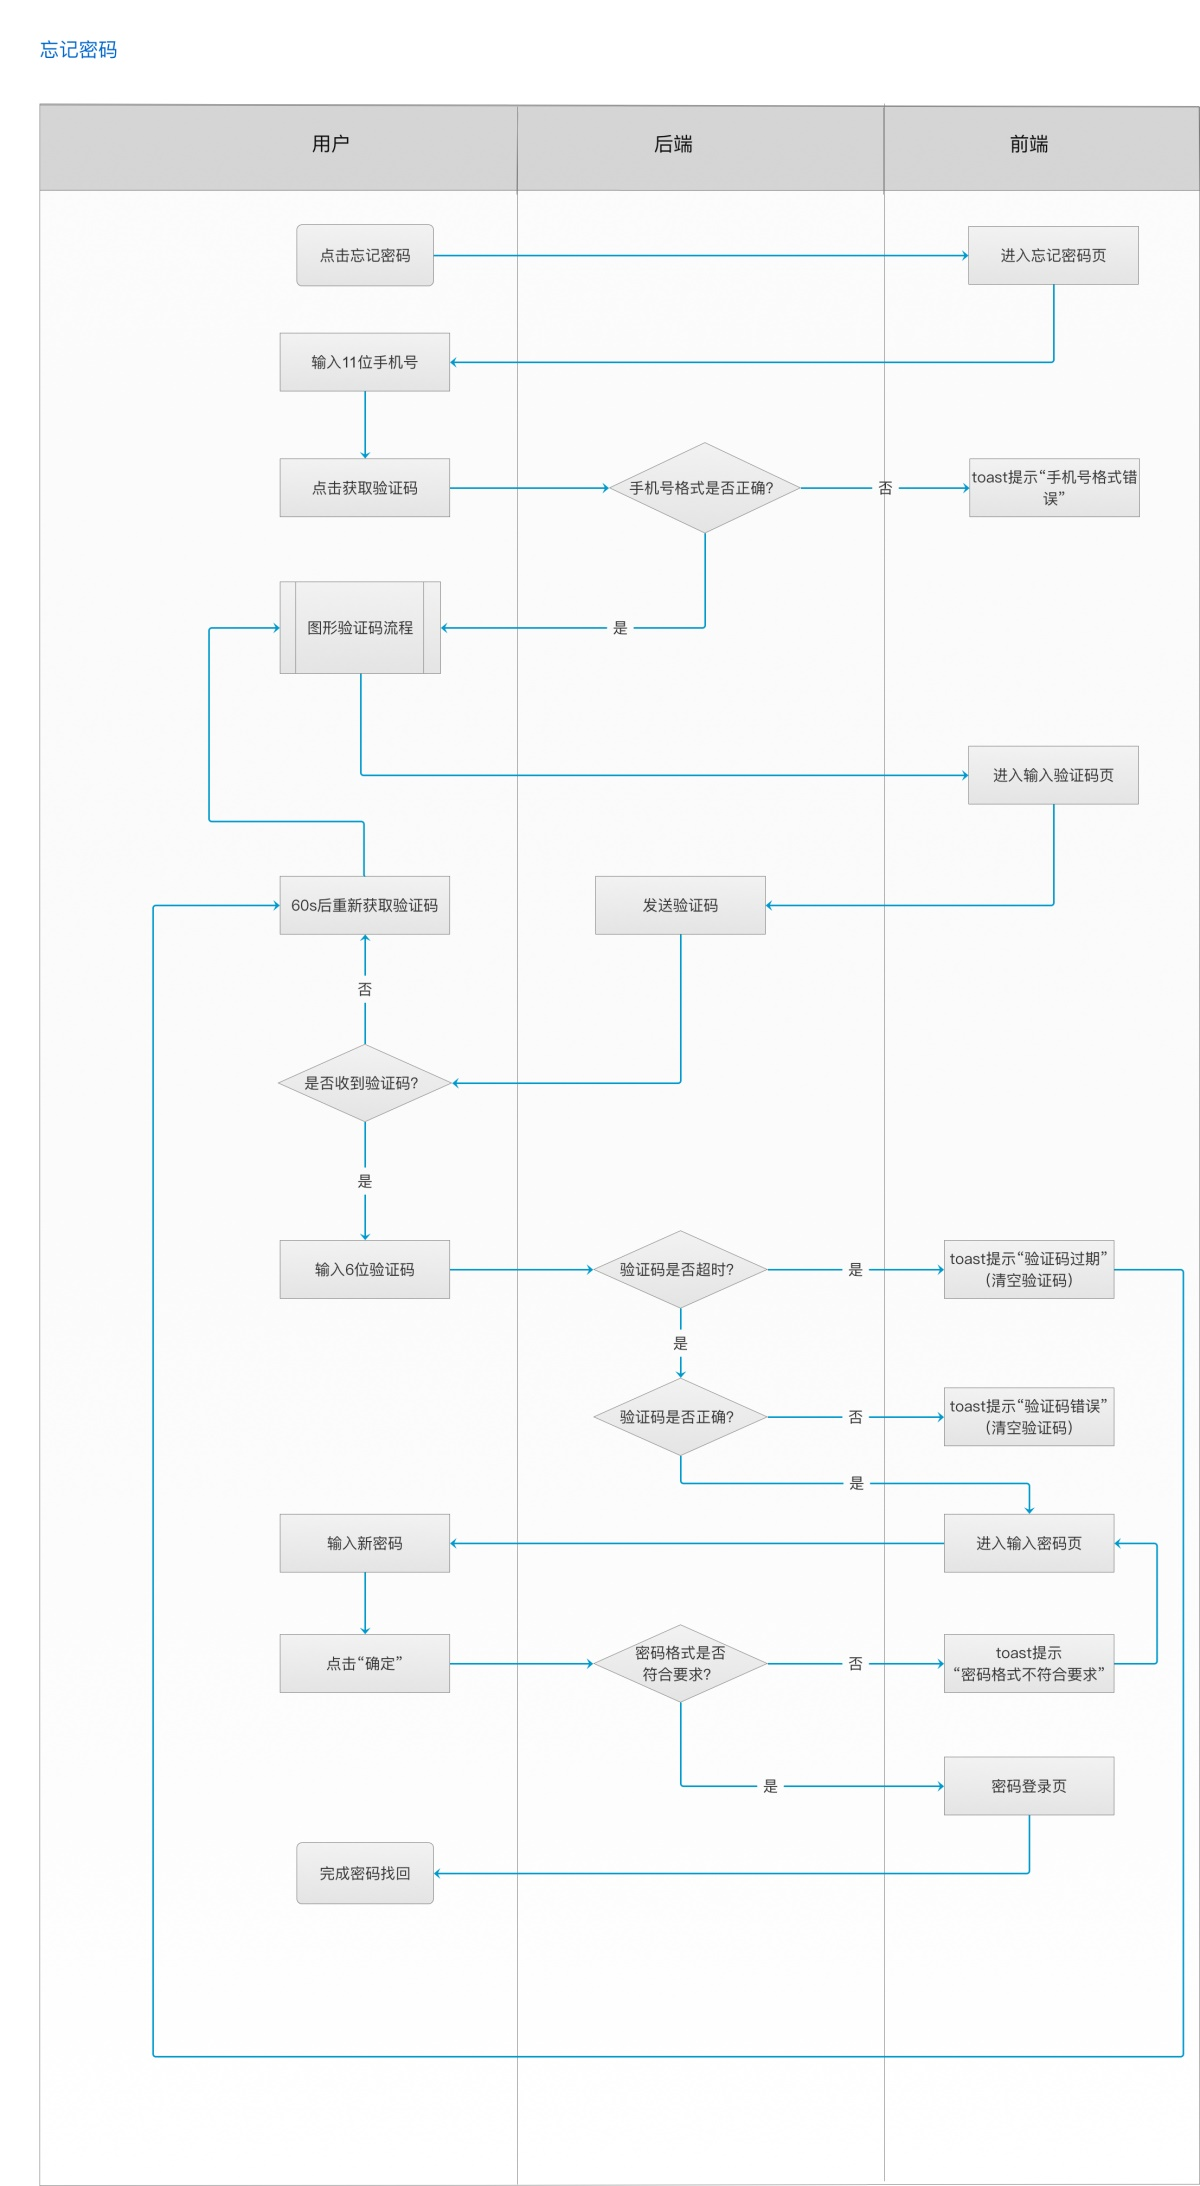 忘记密码
用户
后端
前端
点击忘记密码
进入忘记密码页
输入11位手机号
点击获取验证码
手机号格式是否正确?
否
toast提示“手机号格式错
误”
图形验证码流程
是
进入输入验证码页
60s后重新获取验证码
发送验证码
否
是否收到验证码?
是
输入6位验证码
验证码是否超时?
是
toast提示“验证码过期”
（清空验证码）
是
验证码是否正确?
否
toast提示“验证码错误”
（清空验证码）
是
输入新密码
进入输入密码页
点击“确定”
密码格式是否
符合要求?
否
toast提示
“密码格式不符合要求”
是
密码登录页
完成密码找回